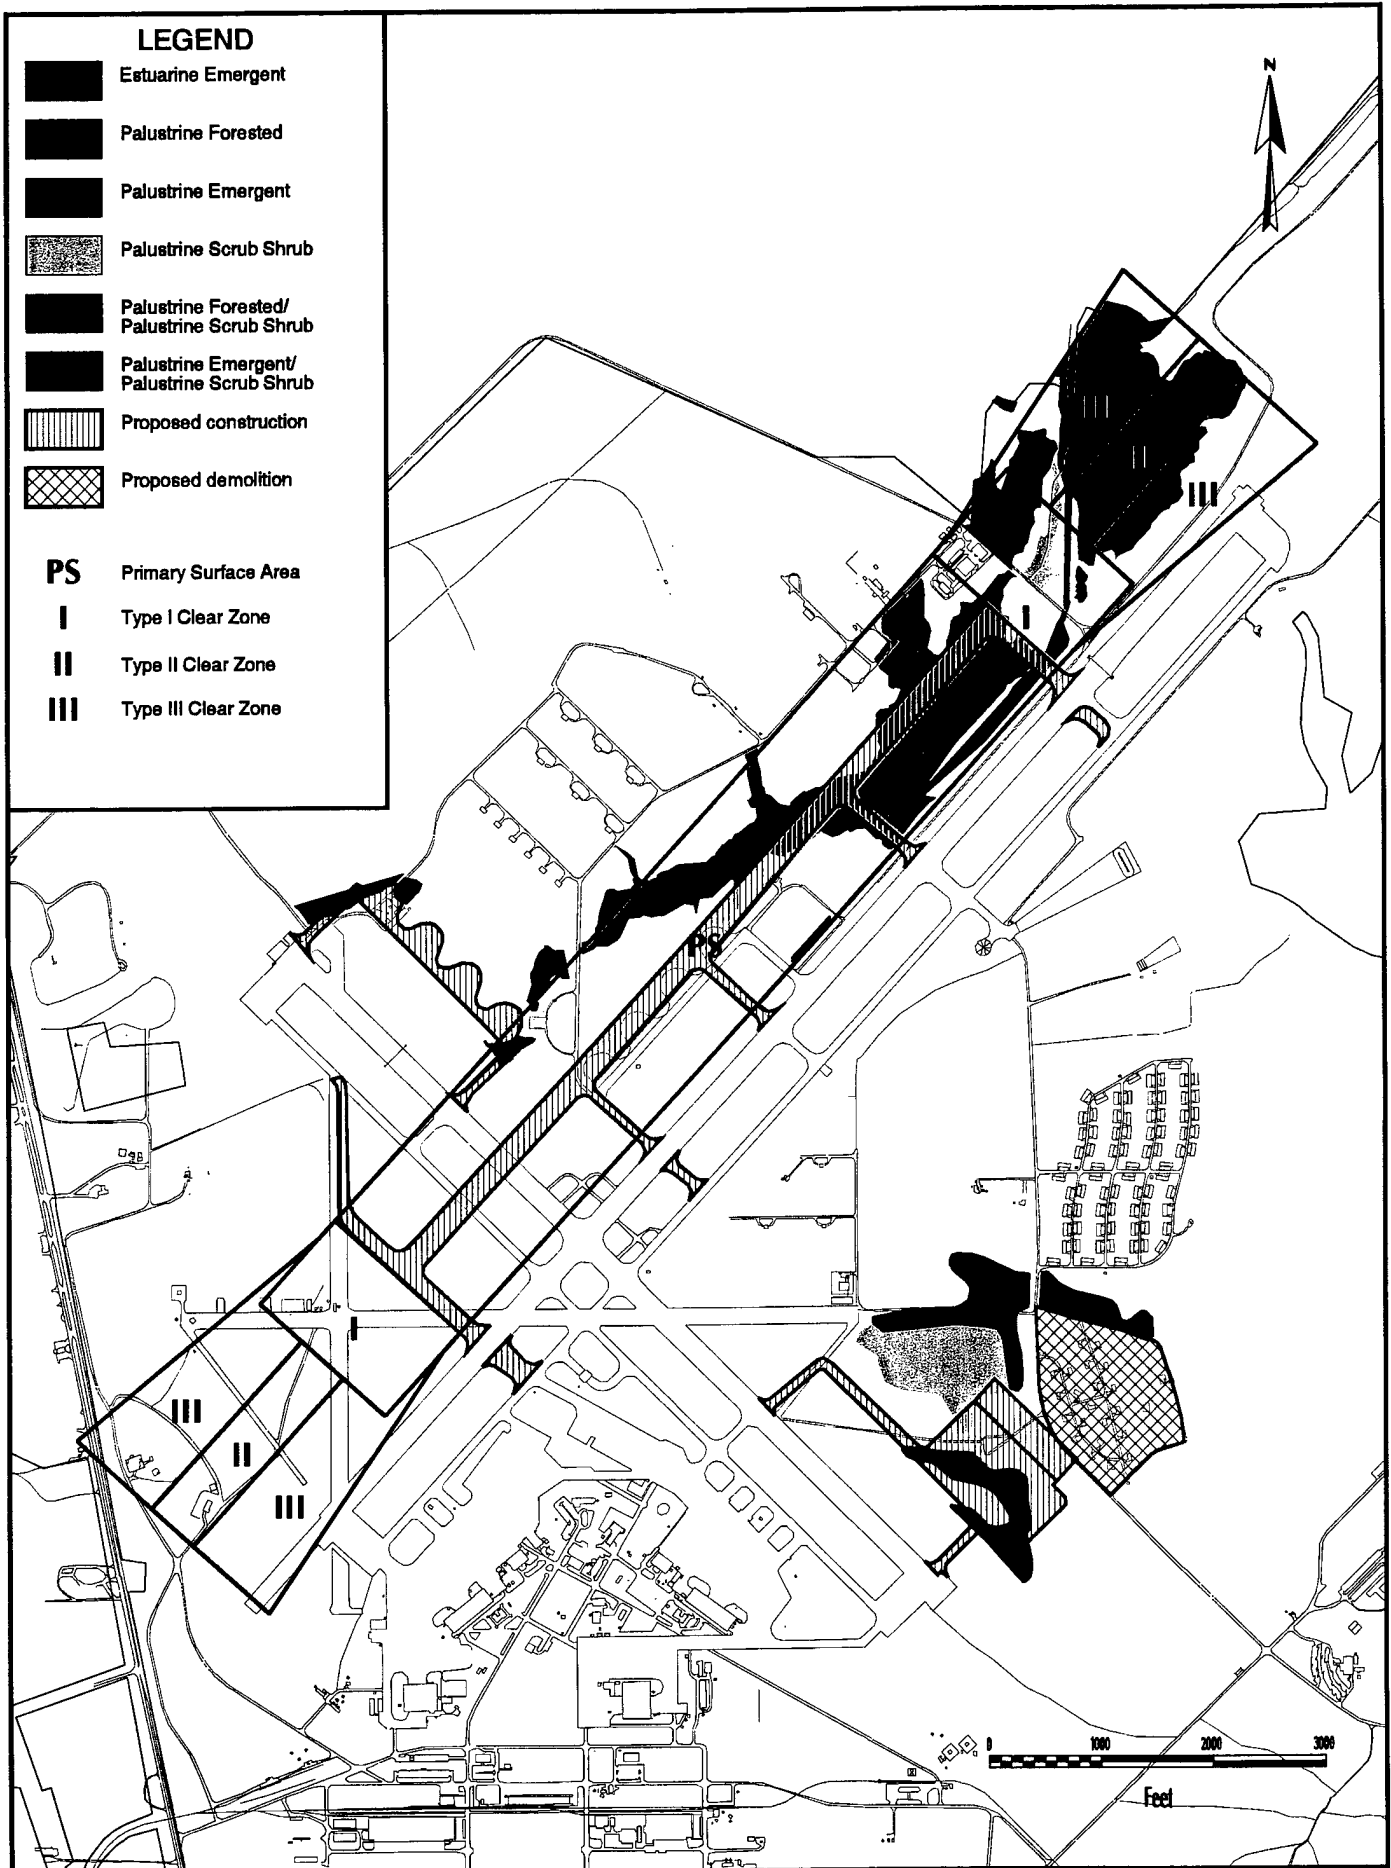 LEGEND
Estuarine Emergent
Palustrine Forested
Palustrine Emergent
Palustrine Scrub Shrub
Palustrine Forested/
Palustrine Scrub Shrub
Palustrine Emergent/
Palustrine Scrub Shrub
Proposed construction
Proposed demolition
PS Primary Surface Area
I Type I Clear Zone
II Type II Clear Zone
III Type III Clear Zone
N
III
II
III
I
PS
I
III
II
III
0 1000 2000 3000
Feet